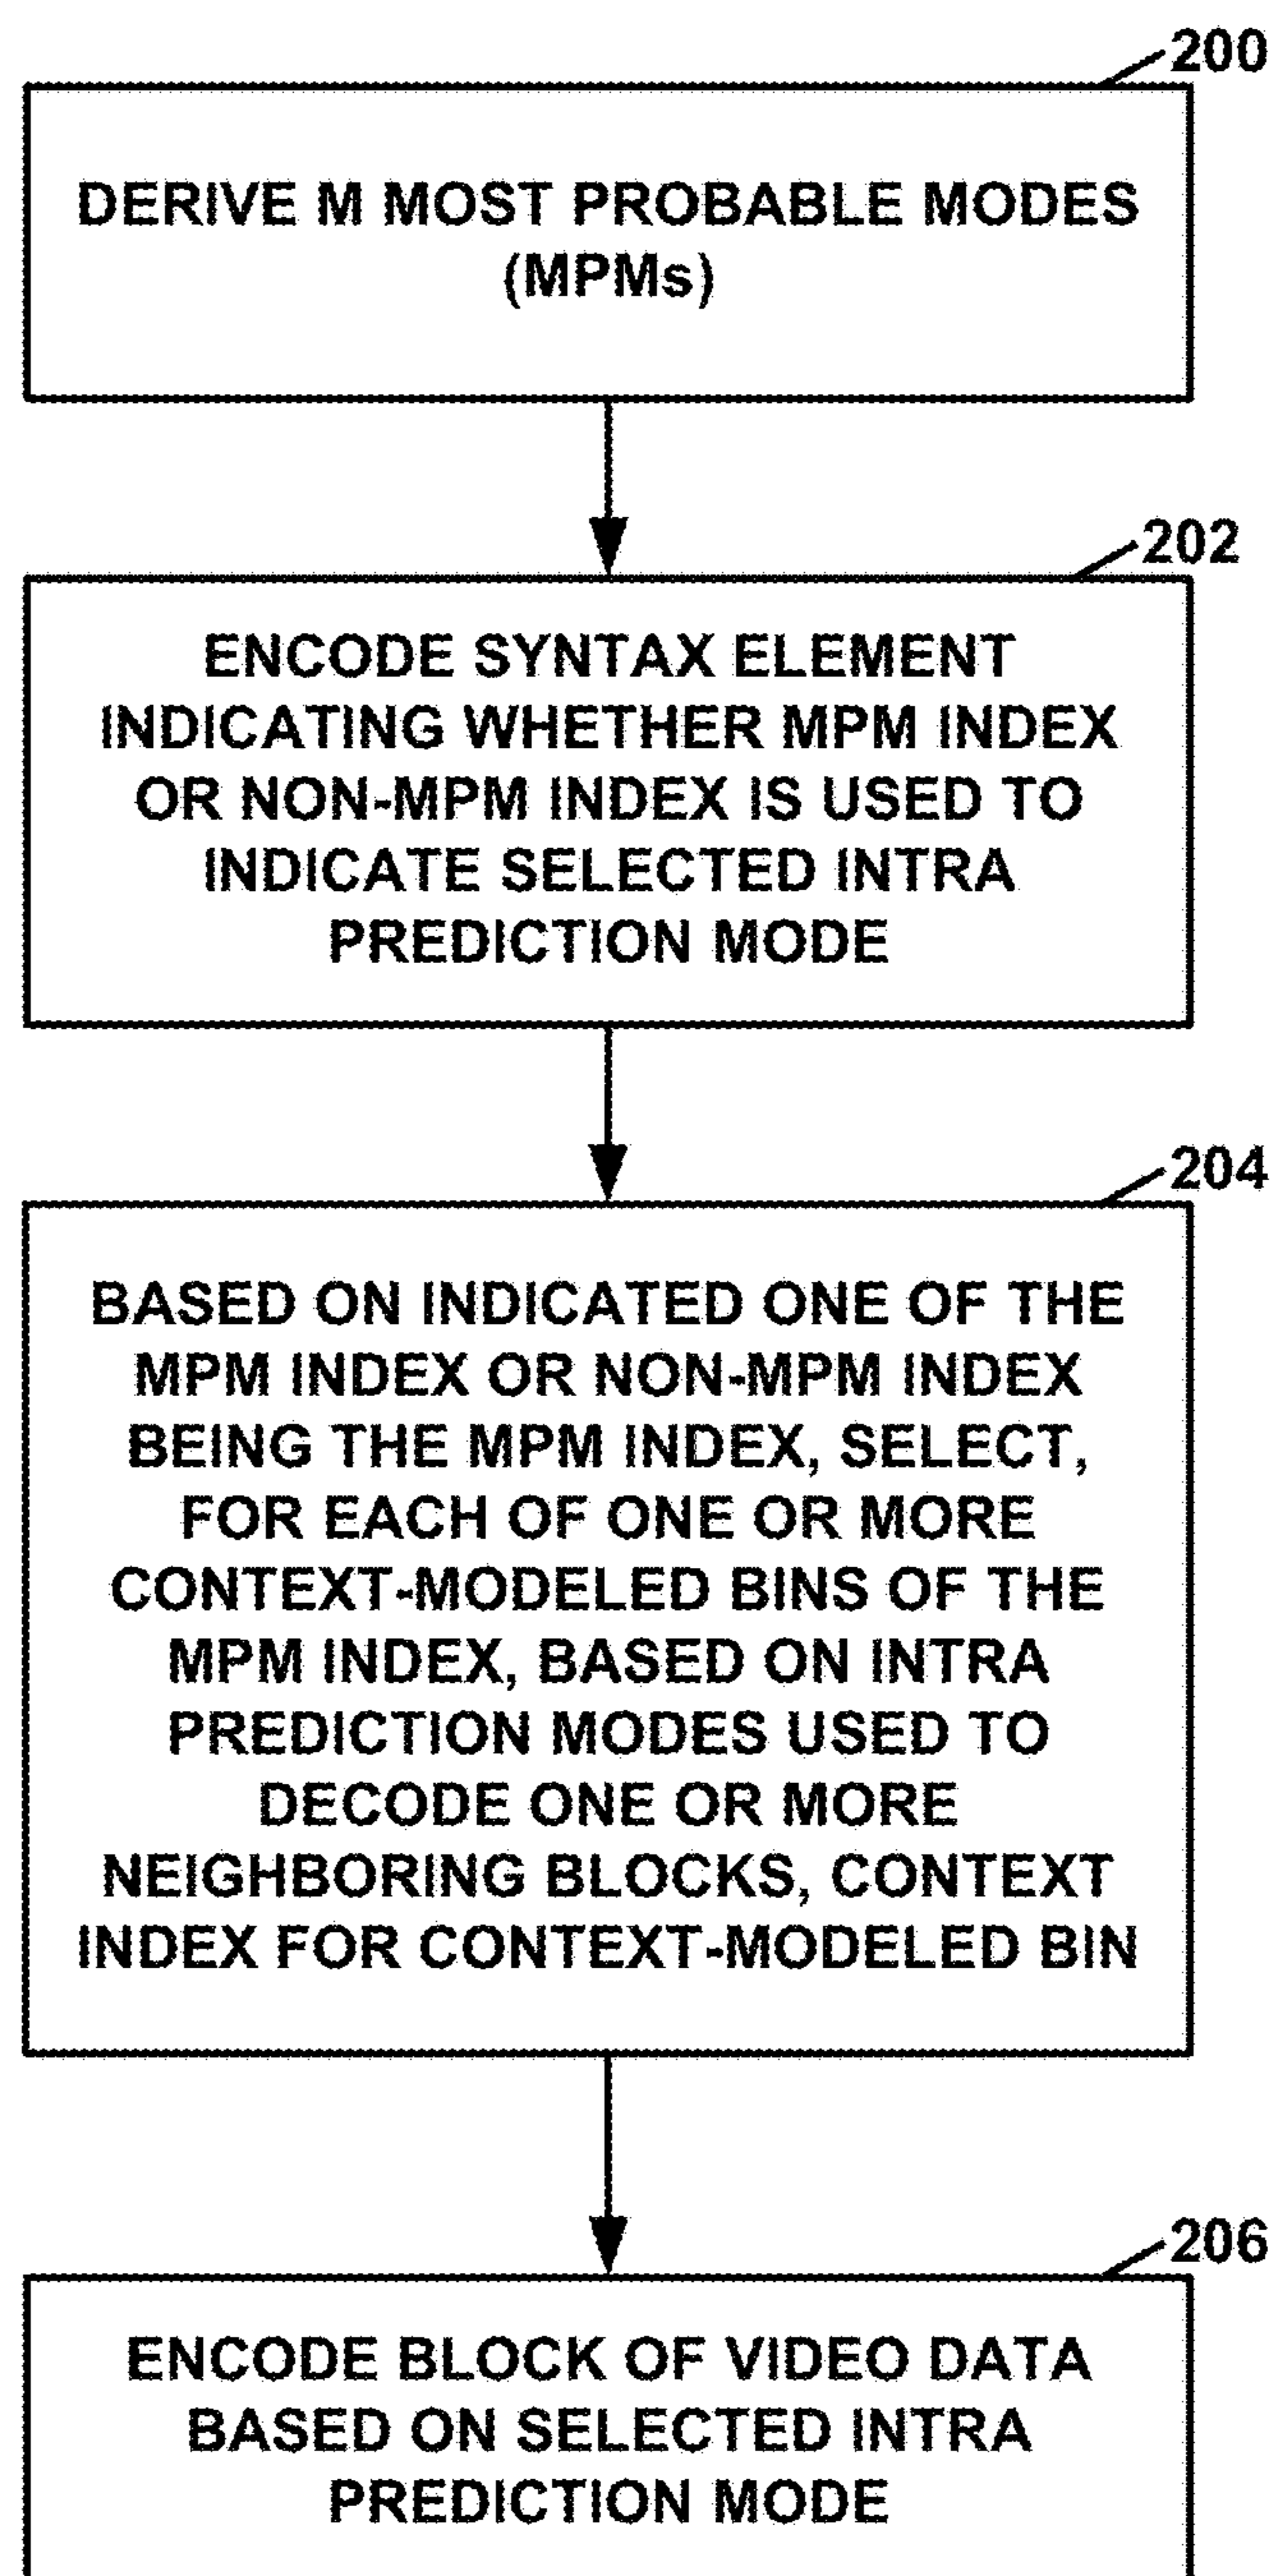 200
DERIVE M MOST PROBABLE MODES
(MPMs)
202
ENCODE SYNTAX ELEMENT
INDICATING WHETHER MPM INDEX
OR NON-MPM INDEX IS USED TO
INDICATE SELECTED INTRA
PREDICTION MODE
204
BASED ON INDICATED ONE OF THE
MPM INDEX OR NON-MPM INDEX
BEING THE MPM INDEX, SELECT,
FOR EACH OF ONE OR MORE
CONTEXT-MODELED BINS OF THE
MPM INDEX, BASED ON INTRA
PREDICTION MODES USED TO
DECODE ONE OR MORE
NEIGHBORING BLOCKS, CONTEXT
INDEX FOR CONTEXT-MODELED BIN
206
ENCODE BLOCK OF VIDEO DATA
BASED ON SELECTED INTRA
PREDICTION MODE